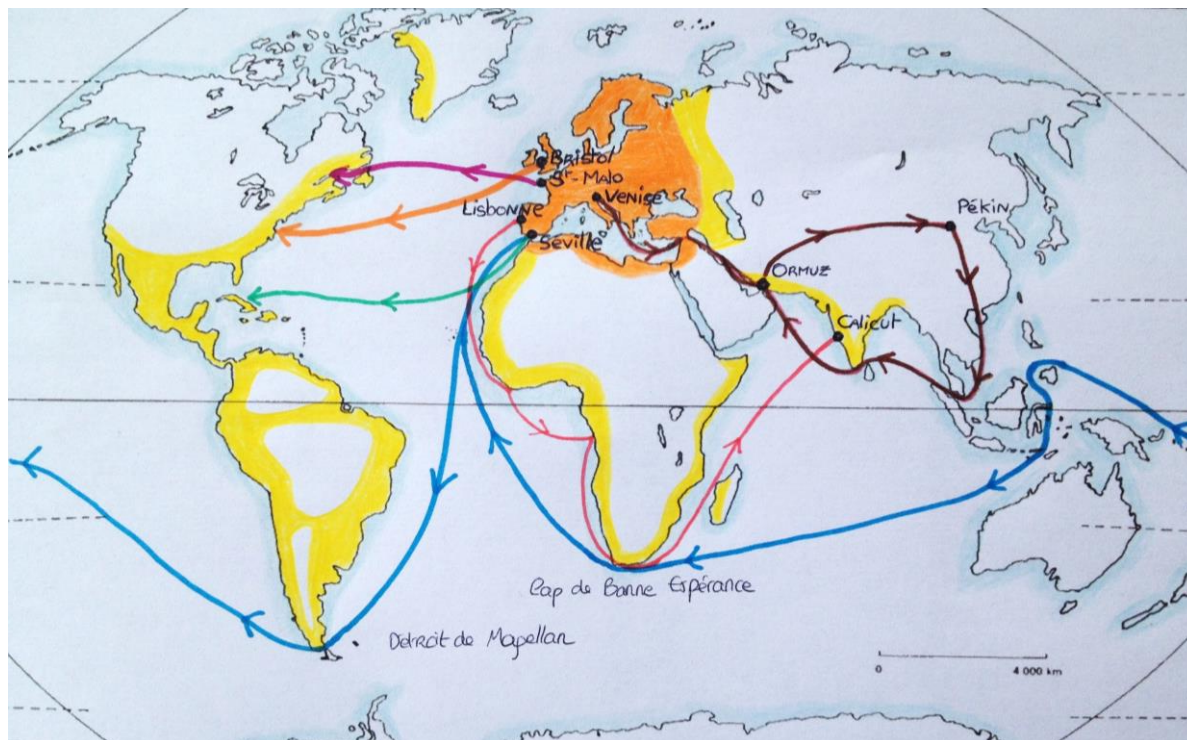 Bristol
St-Malo
Venise
Lisbonne
Séville
Pékin
Ormuz
Calicut
Cap de Bonne Espérance
Détroit de Magellan
0 4 000 km